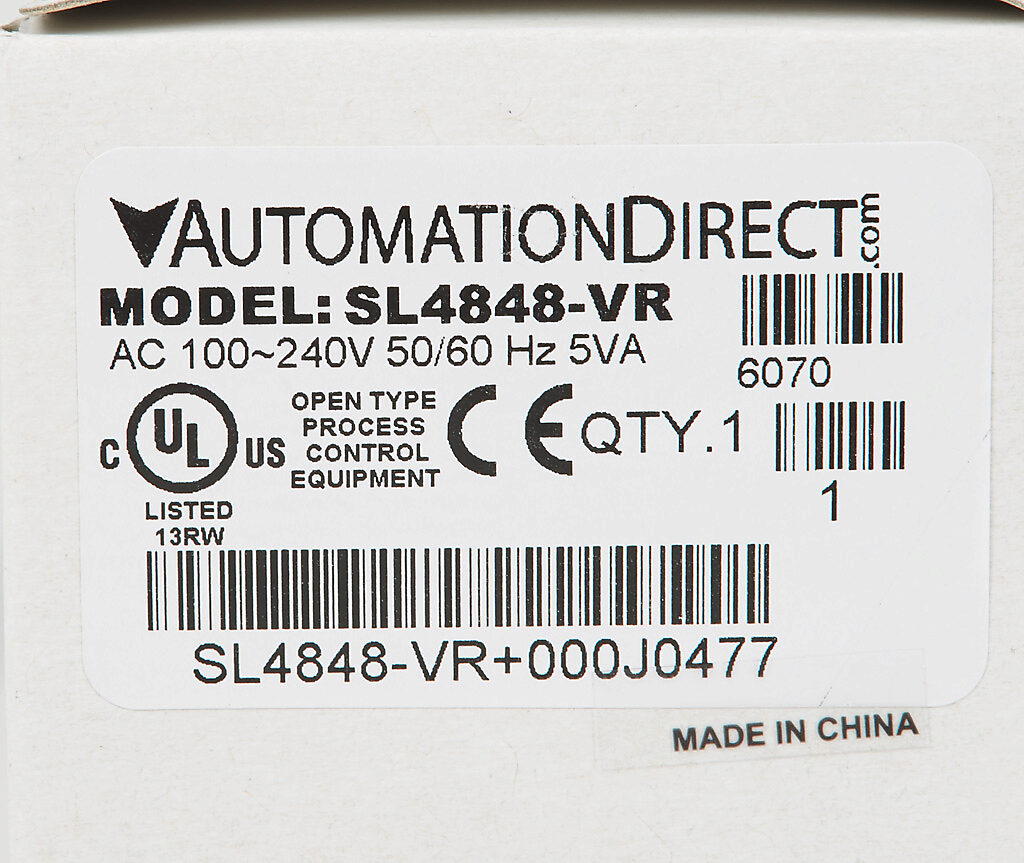 AUTOMATIONDIRECT.com
MODEL: SL4848-VR
AC 100~240V 50/60 Hz 5VA
6070
C UL US
LISTED
13RW
OPEN TYPE
PROCESS
CONTROL
EQUIPMENT
CE
QTY.1
1
SL4848-VR+000J0477
MADE IN CHINA